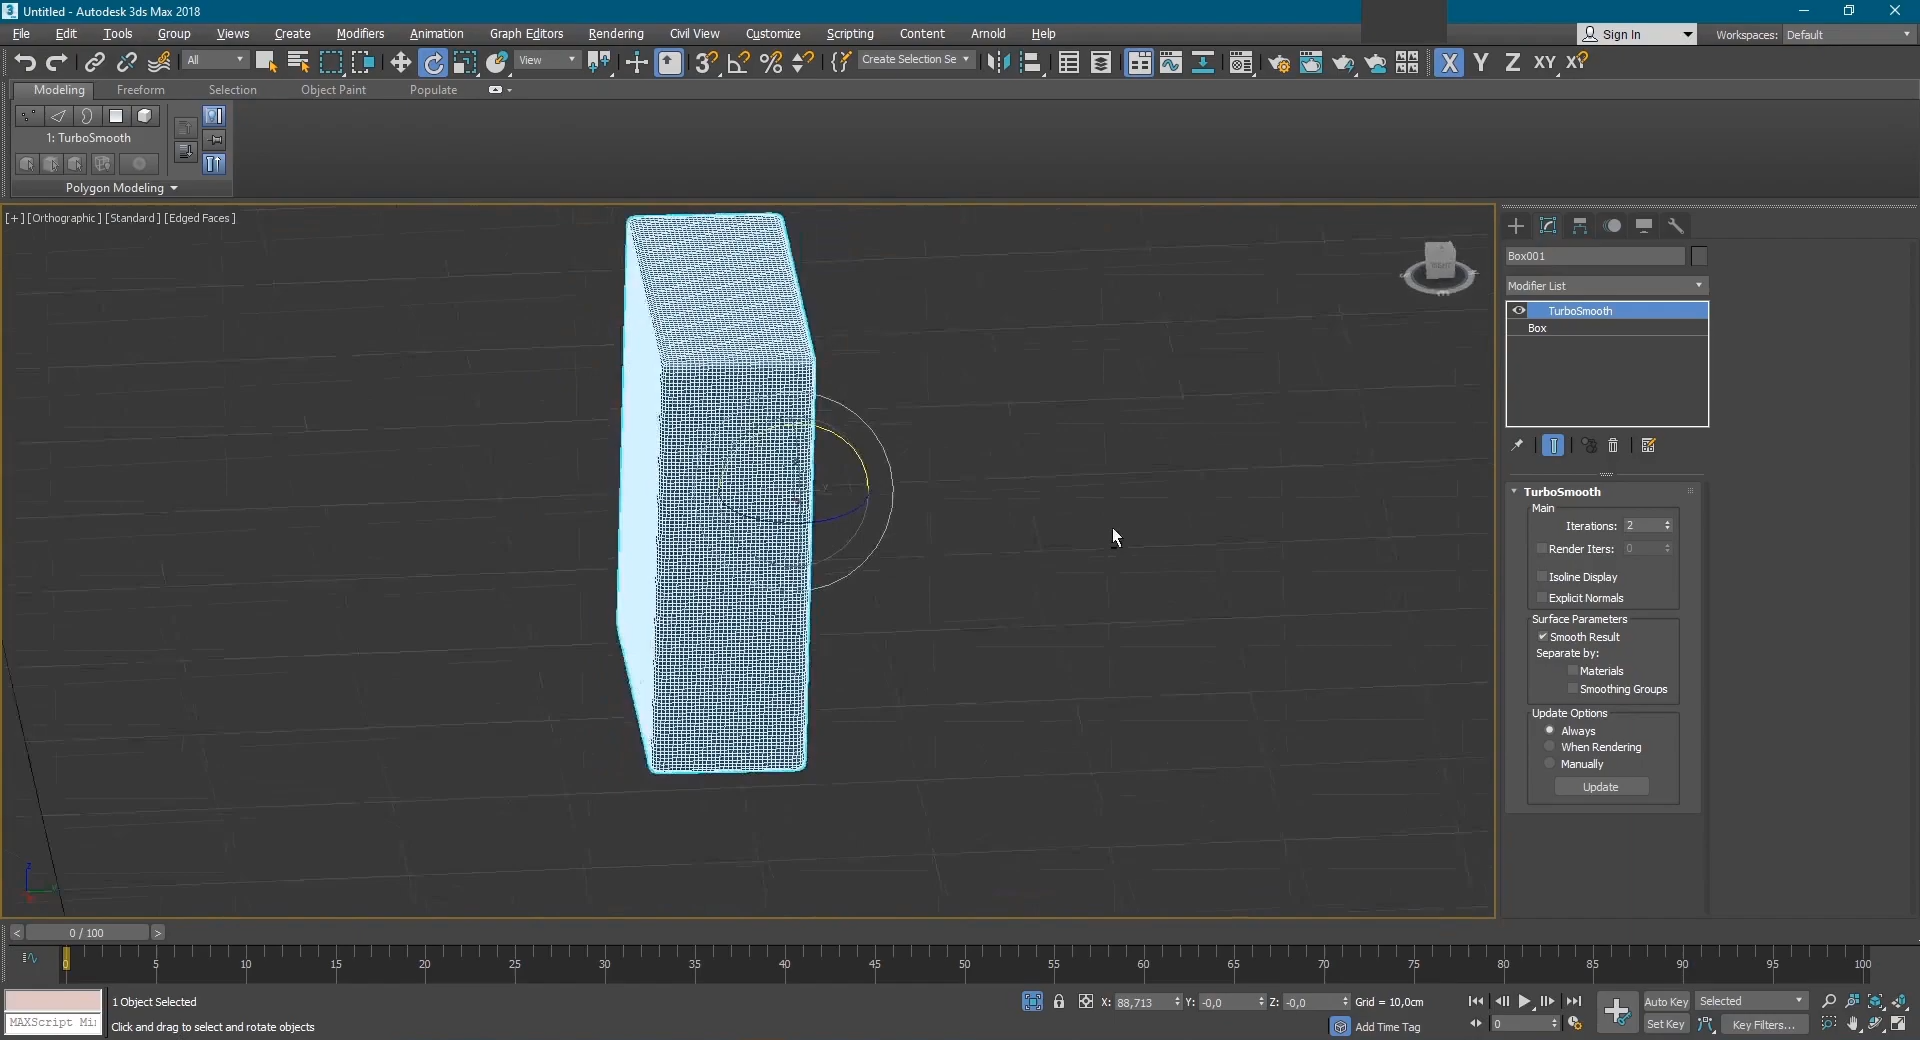 Untitled - Autodesk 3ds Max 2018
File Edit Tools Group Views Create Modifiers Animation Graph Editors Rendering Civil View Customize Scripting Content Arnold Help
Sign In Workspaces: Default
All View Create Selection Se X Y Z XY
Modeling Freeform Selection Object Paint Populate
1: TurboSmooth
Polygon Modeling
[+] [Orthographic] [Standard] [Edged Faces]
Box001
Modifier List
TurboSmooth
Box
TurboSmooth
Main
Iterations: 2
Render Iters: 0
Isoline Display
Explicit Normals
Surface Parameters
Smooth Result
Separate by:
Materials
Smoothing Groups
Update Options
Always
When Rendering
Manually
Update
< 0 / 100 >
0 5 10 15 20 25 30 35 40 45 50 55 60 65 70 75 80 85 90 95 100
1 Object Selected X: 88,713 Y: -0,0 Z: -0,0 Grid = 10,0cm Auto Key Selected
MAXScript Mi Click and drag to select and rotate objects Add Time Tag 0 Set Key Key Filters...